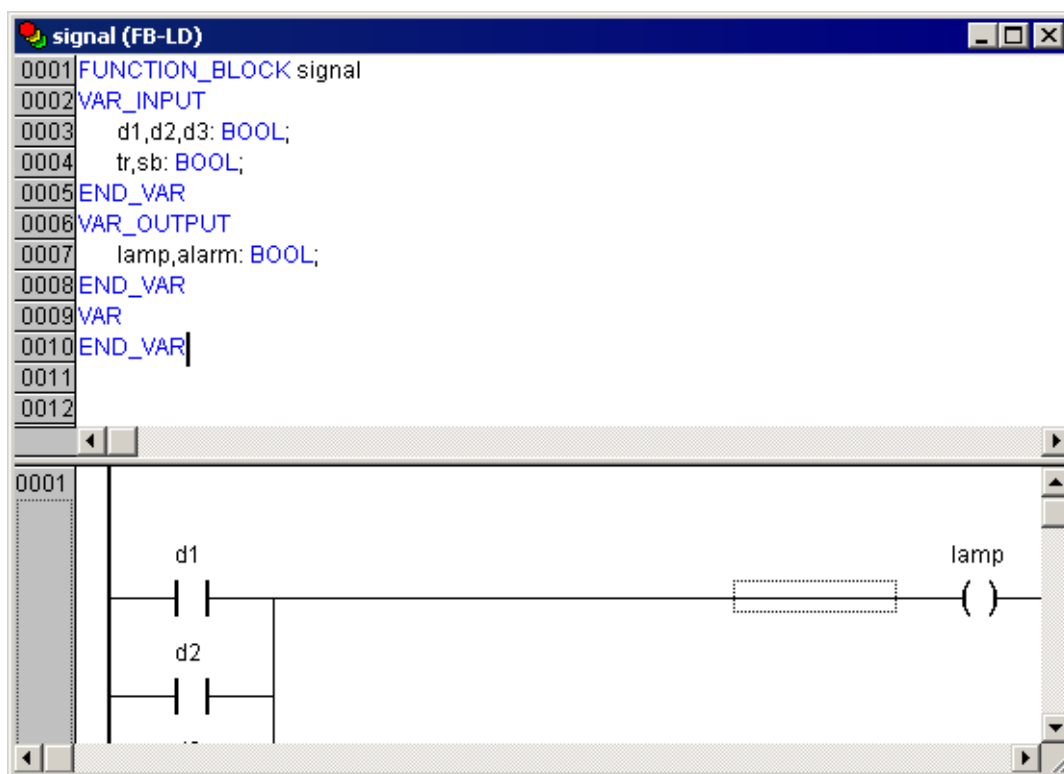 signal (FB-LD)
0001 FUNCTION_BLOCK signal
0002 VAR_INPUT
0003 d1,d2,d3: BOOL;
0004 tr,sb: BOOL;
0005 END_VAR
0006 VAR_OUTPUT
0007 lamp,alarm: BOOL;
0008 END_VAR
0009 VAR
0010 END_VAR
0011
0012
0001
d1 lamp
d2